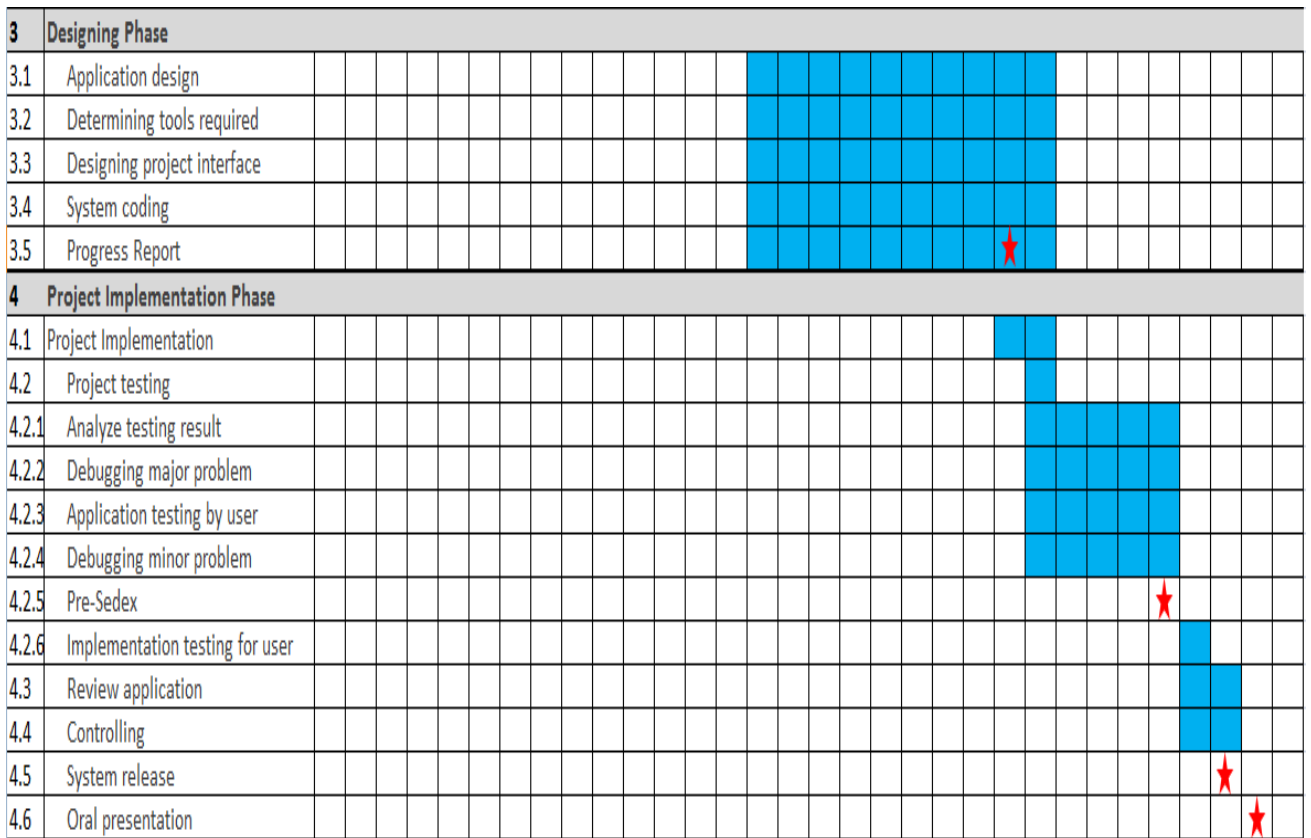 3 Designing Phase
3.1 Application design
3.2 Determining tools required
3.3 Designing project interface
3.4 System coding
3.5 Progress Report
4 Project Implementation Phase
4.1 Project Implementation
4.2 Project testing
4.2.1 Analyze testing result
4.2.2 Debugging major problem
4.2.3 Application testing by user
4.2.4 Debugging minor problem
4.2.5 Pre-Sedex
4.2.6 Implementation testing for user
4.3 Review application
4.4 Controlling
4.5 System release
4.6 Oral presentation